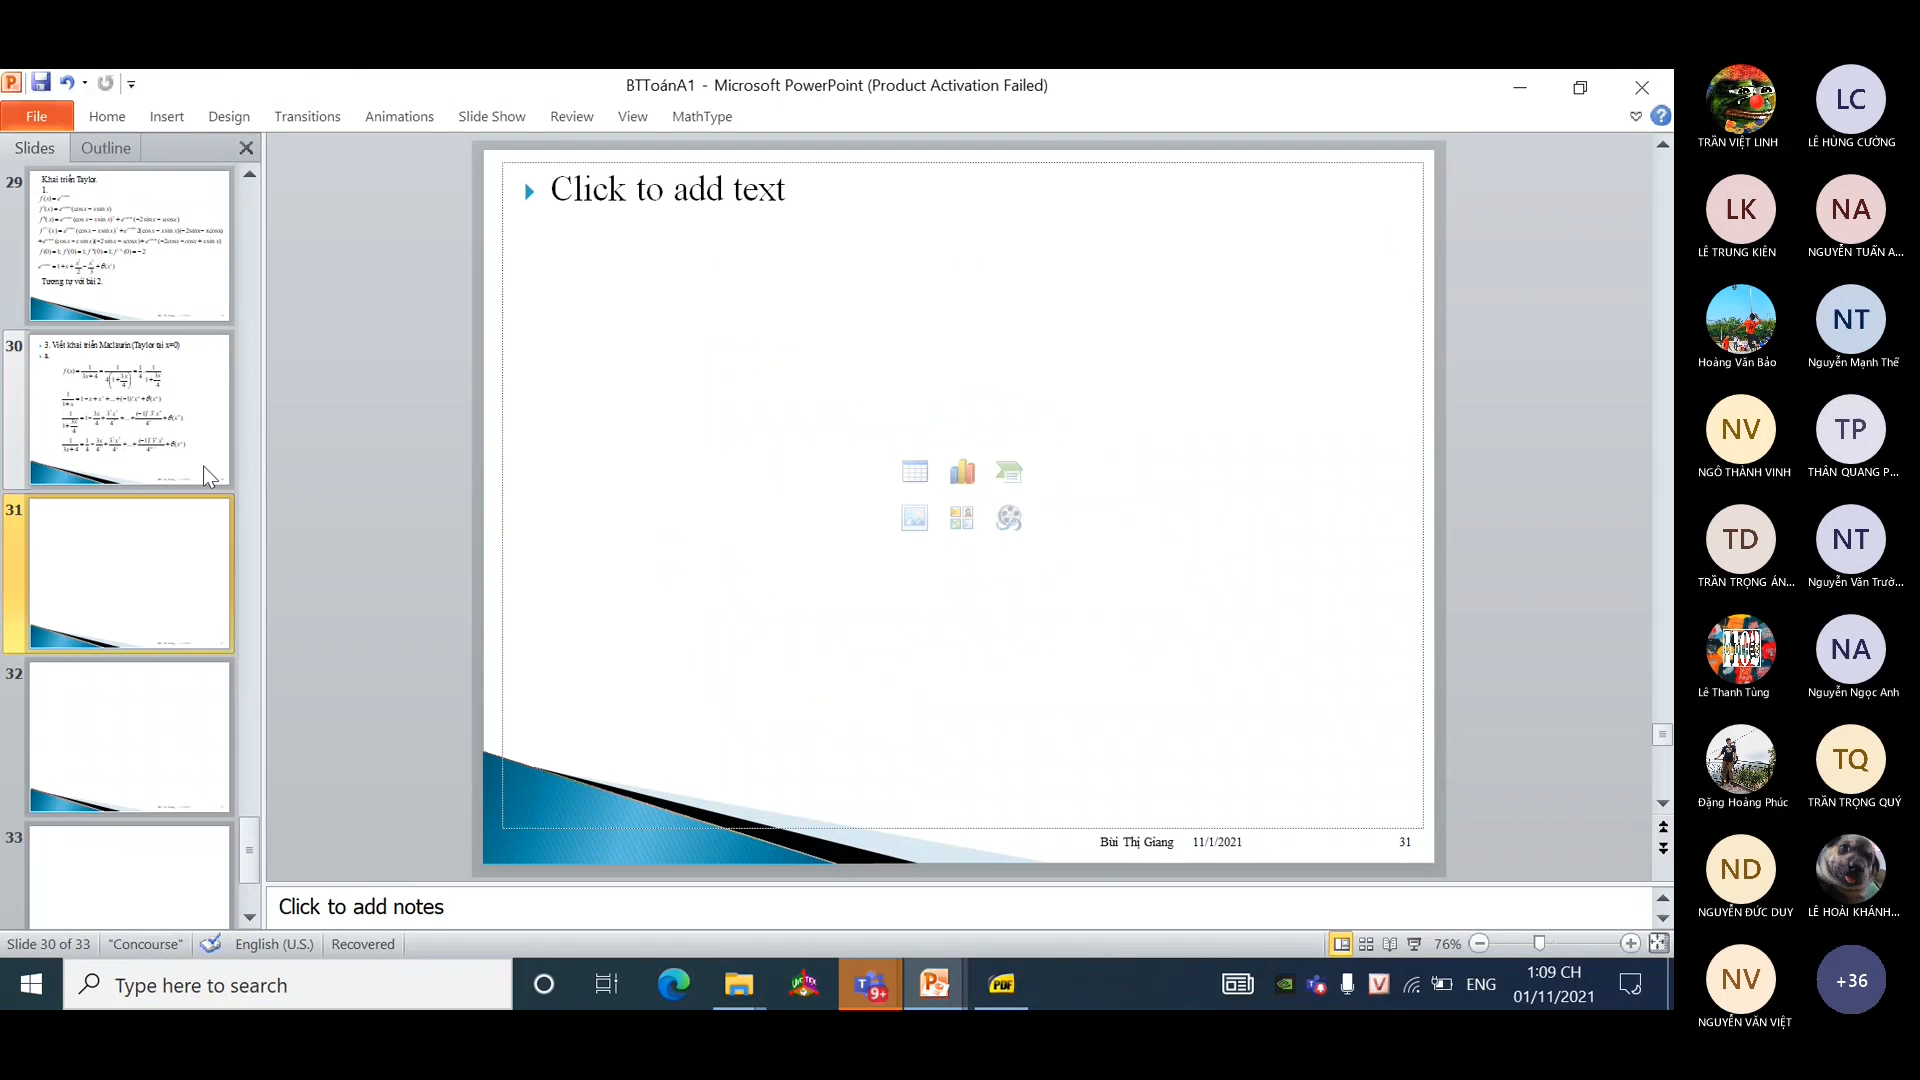 BTToánA1 - Microsoft PowerPoint (Product Activation Failed)
File Home Insert Design Transitions Animations Slide Show Review View MathType
Slides Outline
29
Khai triển Taylor.
1.
Tương tự với bài 2.
30
3. Viết khai triển Maclaurin (Taylor tại x=0)
a.
31
32
33
Click to add text
Bùi Thị Giang 11/1/2021 31
Click to add notes
Slide 30 of 33 "Concourse" English (U.S.) Recovered 76%
Type here to search
9+
PDF
ENG
1:09 CH
01/11/2021
TRẦN VIỆT LINH
LC
LÊ HÙNG CƯỜNG
LK
LÊ TRUNG KIÊN
NA
NGUYỄN TUẤN A...
Hoàng Văn Bảo
NT
Nguyễn Mạnh Thế
NV
NGÔ THÀNH VINH
TP
THÂN QUANG P...
TD
TRẦN TRỌNG ÁN...
NT
Nguyễn Văn Trườ...
Lê Thanh Tùng
NA
Nguyễn Ngọc Anh
Đặng Hoàng Phúc
TQ
TRẦN TRỌNG QUÝ
ND
NGUYỄN ĐỨC DUY
LÊ HOÀI KHÁNH...
NV
NGUYỄN VĂN VIỆT
+36